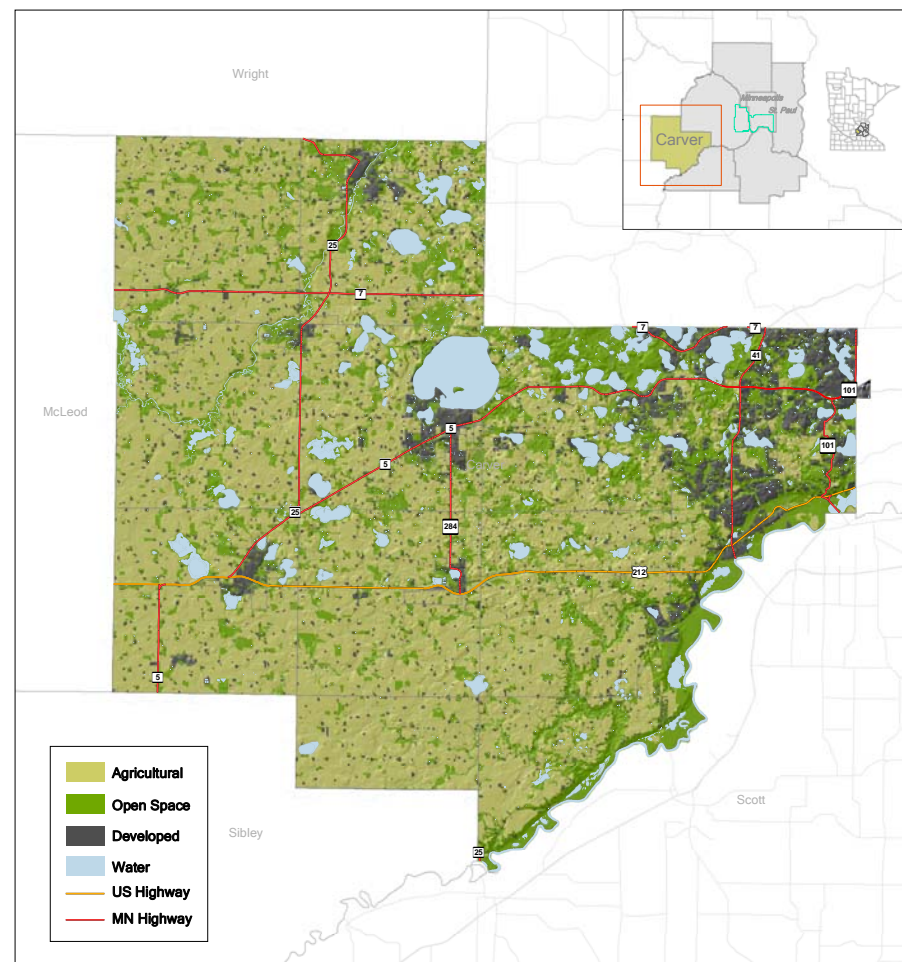 Wright
Minneapolis
St. Paul
Carver
25
7
7
7
41
101
McLeod
5
101
5
25
284
212
5
Agricultural
Open Space
Developed
Water
US Highway
MN Highway
Sibley
Scott
25